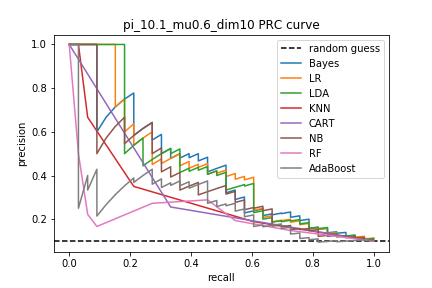 pi_10.1_mu0.6_dim10 PRC curve
precision
1.0
0.8
0.6
0.4
0.2
random guess
Bayes
LR
LDA
KNN
CART
NB
RF
AdaBoost
0.0 0.2 0.4 0.6 0.8 1.0
recall